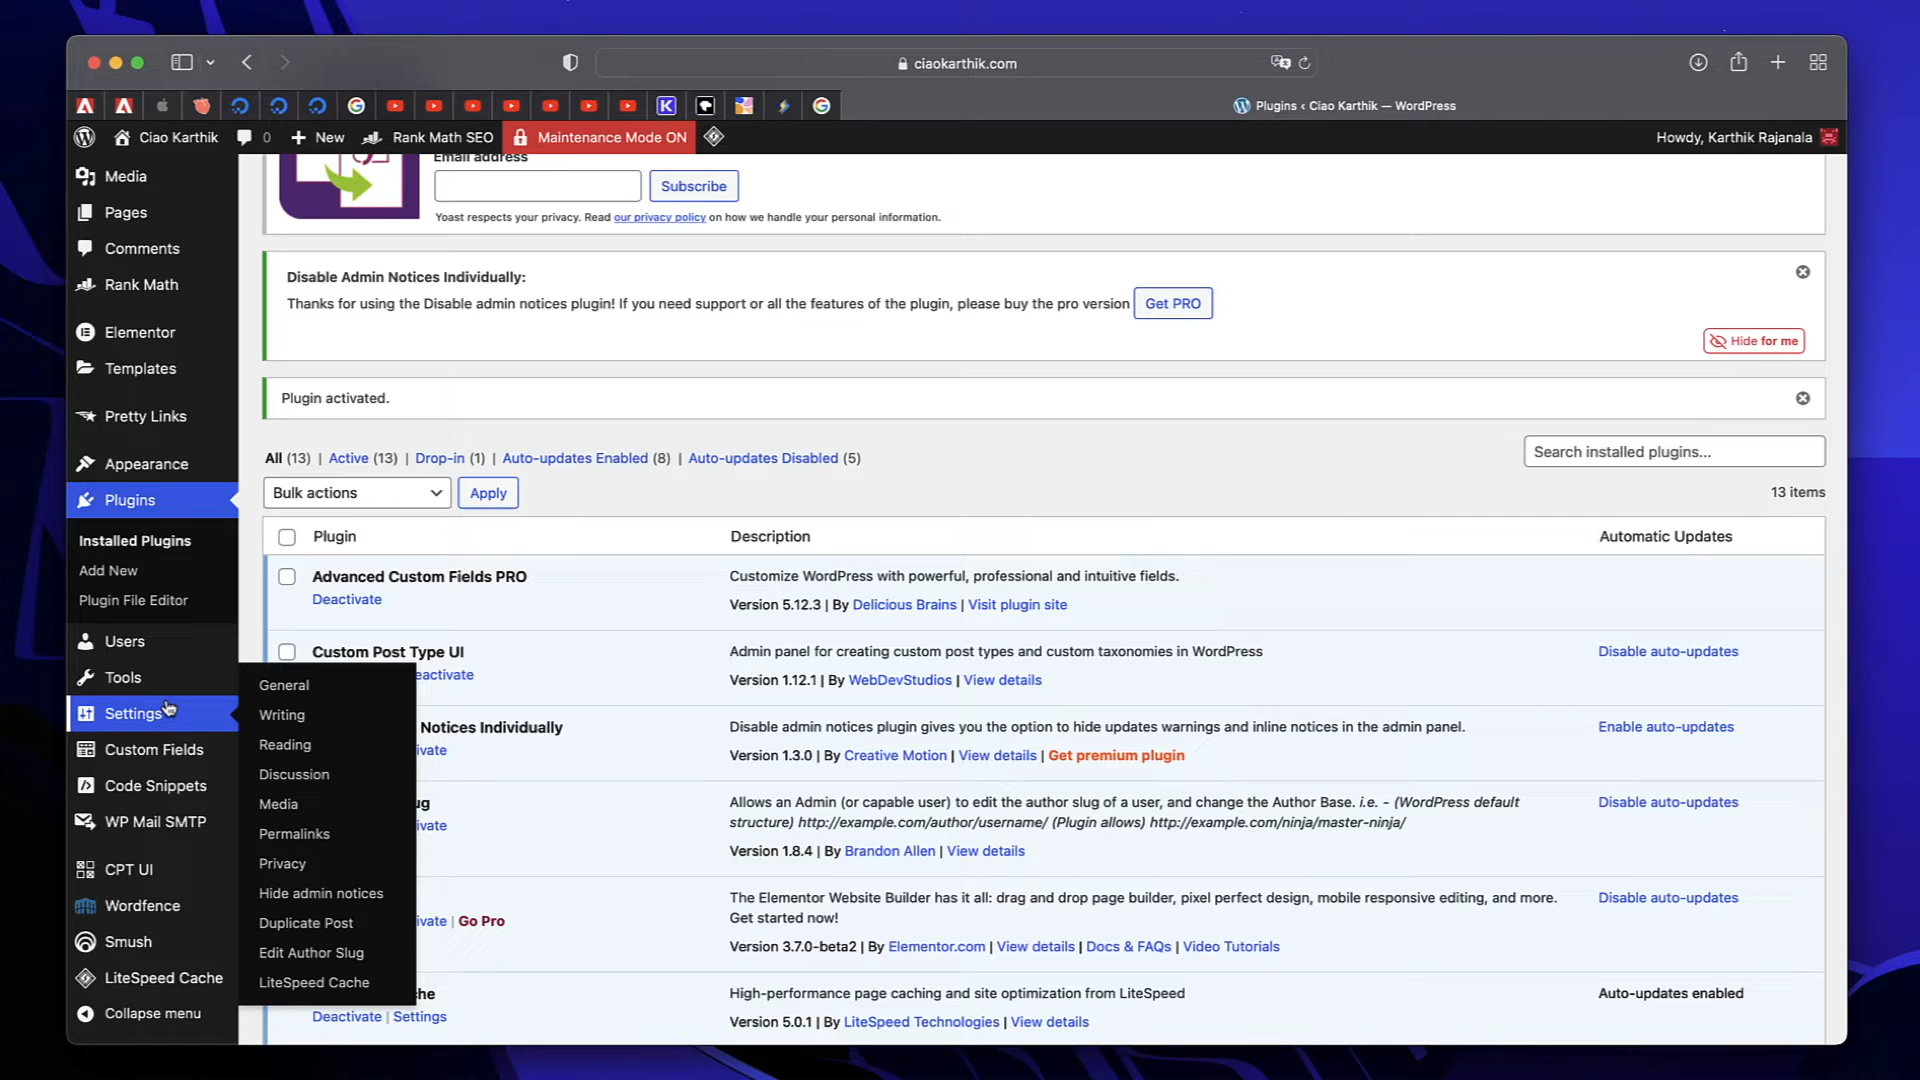 ciaokarthik.com
Plugins < Ciao Karthik — WordPress
Ciao Karthik
0
New
Rank Math SEO
Maintenance Mode ON
Howdy, Karthik Rajanala
Media
Pages
Comments
Rank Math
Elementor
Templates
Pretty Links
Appearance
Plugins
Installed Plugins
Add New
Plugin File Editor
Users
Tools
Settings
Custom Fields
Code Snippets
WP Mail SMTP
CPT UI
Wordfence
Smush
LiteSpeed Cache
Collapse menu
General
Writing
Reading
Discussion
Media
Permalinks
Privacy
Hide admin notices
Duplicate Post
Edit Author Slug
LiteSpeed Cache
Email address
Subscribe
Yoast respects your privacy. Read our privacy policy on how we handle your personal information.
Disable Admin Notices Individually:
Thanks for using the Disable admin notices plugin! If you need support or all the features of the plugin, please buy the pro version Get PRO
Hide for me
Plugin activated.
All (13) | Active (13) | Drop-in (1) | Auto-updates Enabled (8) | Auto-updates Disabled (5)
Search installed plugins...
Bulk actions
Apply
13 items
Plugin Description Automatic Updates
Advanced Custom Fields PRO
Deactivate
Customize WordPress with powerful, professional and intuitive fields.
Version 5.12.3 | By Delicious Brains | Visit plugin site
Custom Post Type UI
eactivate
Admin panel for creating custom post types and custom taxonomies in WordPress
Version 1.12.1 | By WebDevStudios | View details
Disable auto-updates
Notices Individually
ivate
Disable admin notices plugin gives you the option to hide updates warnings and inline notices in the admin panel.
Version 1.3.0 | By Creative Motion | View details | Get premium plugin
Enable auto-updates
ug
ivate
Allows an Admin (or capable user) to edit the author slug of a user, and change the Author Base. i.e. - (WordPress default
structure) http://example.com/author/username/ (Plugin allows) http://example.com/ninja/master-ninja/
Version 1.8.4 | By Brandon Allen | View details
Disable auto-updates
ivate | Go Pro
The Elementor Website Builder has it all: drag and drop page builder, pixel perfect design, mobile responsive editing, and more.
Get started now!
Version 3.7.0-beta2 | By Elementor.com | View details | Docs & FAQs | Video Tutorials
Disable auto-updates
che
Deactivate | Settings
High-performance page caching and site optimization from LiteSpeed
Version 5.0.1 | By LiteSpeed Technologies | View details
Auto-updates enabled